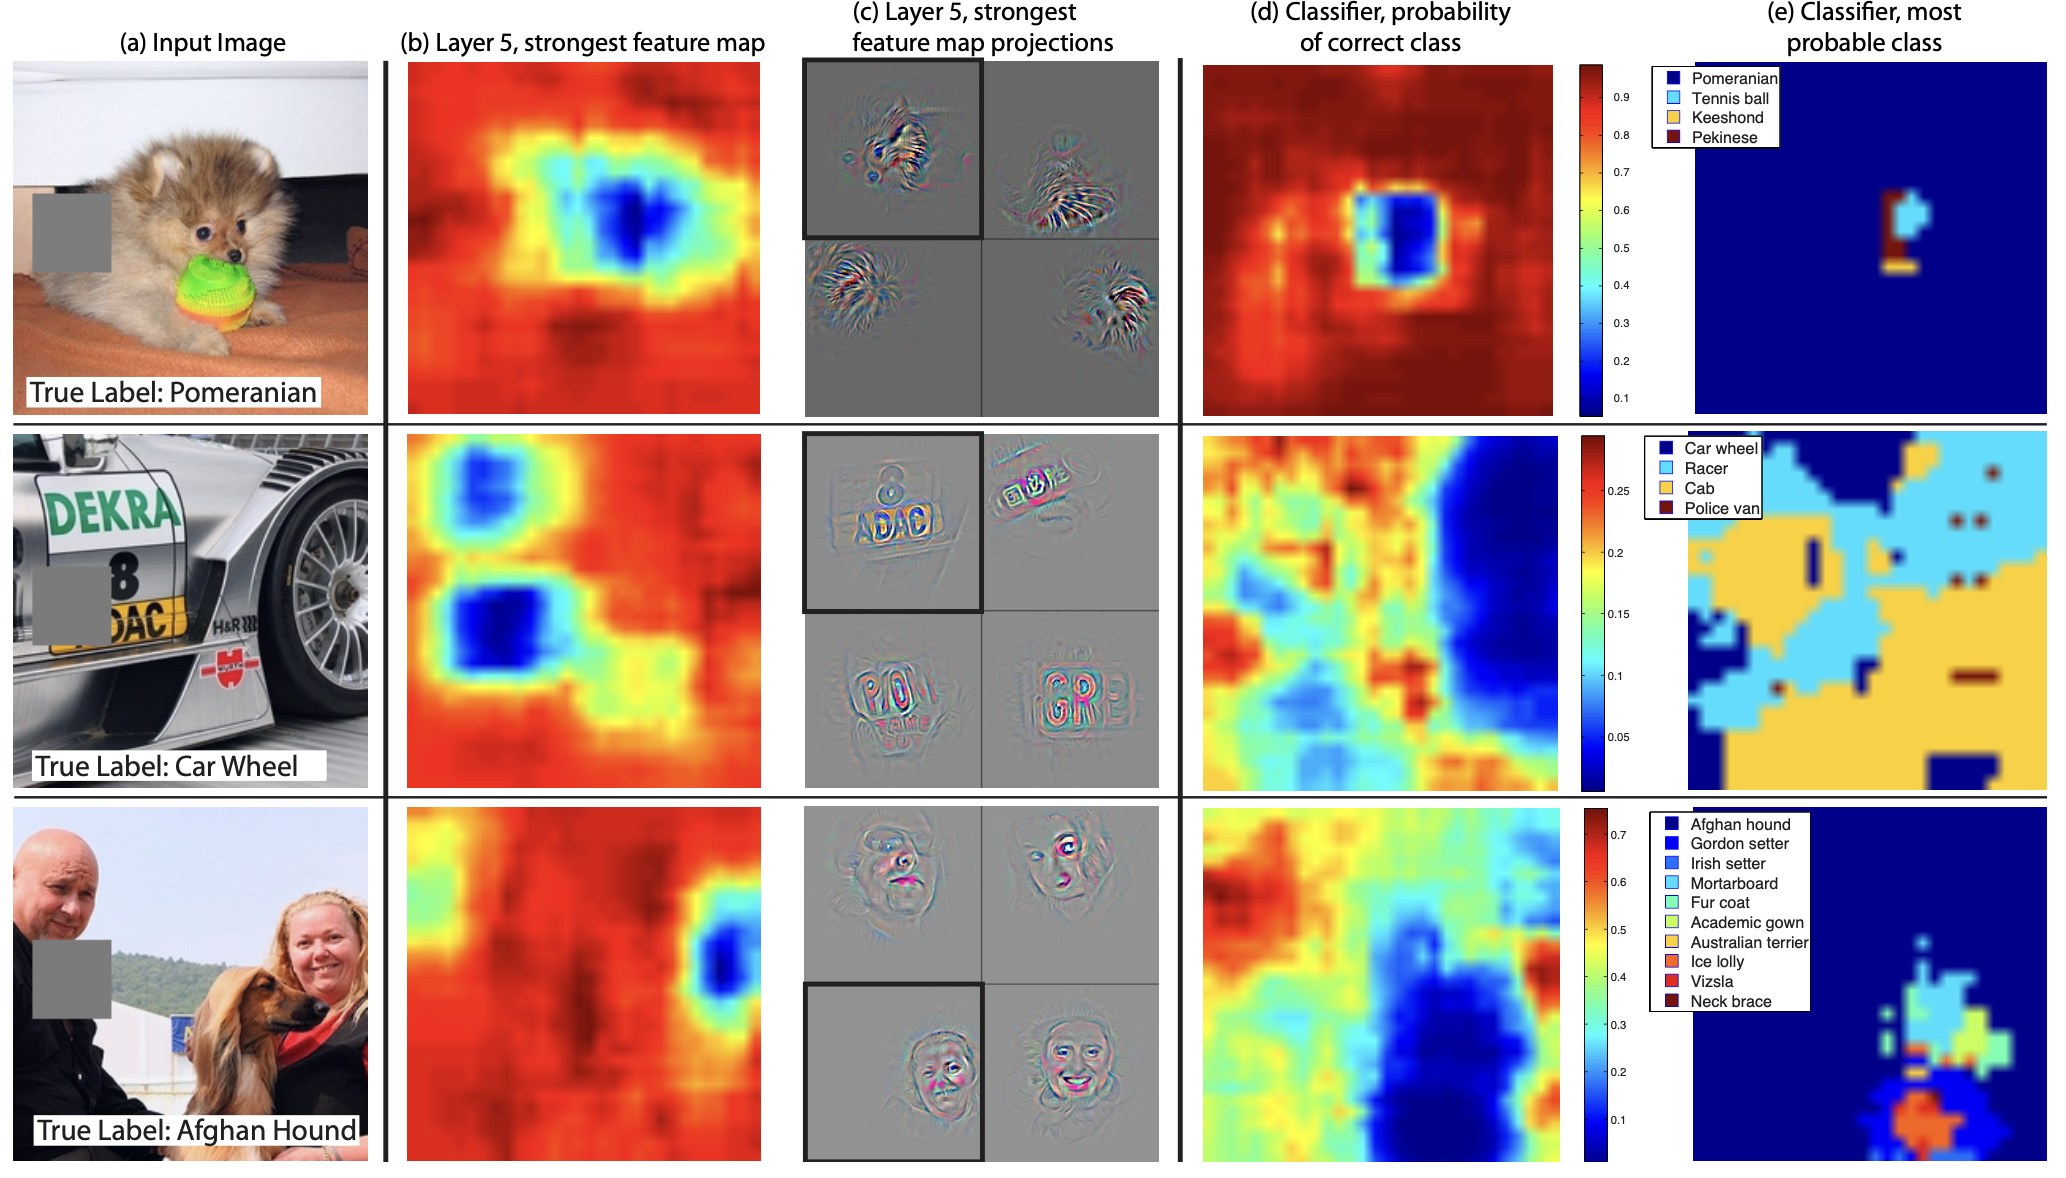 (a) Input Image
(b) Layer 5, strongest feature map
(c) Layer 5, strongest
feature map projections
(d) Classifier, probability
of correct class
(e) Classifier, most
probable class
True Label: Pomeranian
0.9
0.8
0.7
0.6
0.5
0.4
0.3
0.2
0.1
Pomeranian
Tennis ball
Keeshond
Pekinese
DEKRA
8
DAC
H&R
WÜRTH
True Label: Car Wheel
8
ADAC
PION
GRE
0.25
0.2
0.15
0.1
0.05
Car wheel
Racer
Cab
Police van
True Label: Afghan Hound
0.7
0.6
0.5
0.4
0.3
0.2
0.1
Afghan hound
Gordon setter
Irish setter
Mortarboard
Fur coat
Academic gown
Australian terrier
Ice lolly
Vizsla
Neck brace